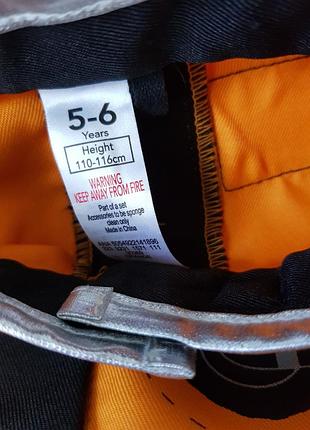 5-6
Years
Height
110-116cm
WARNING
KEEP AWAY FROM FIRE
Part of a set
Accessories to be sponge
clean only
Made in China